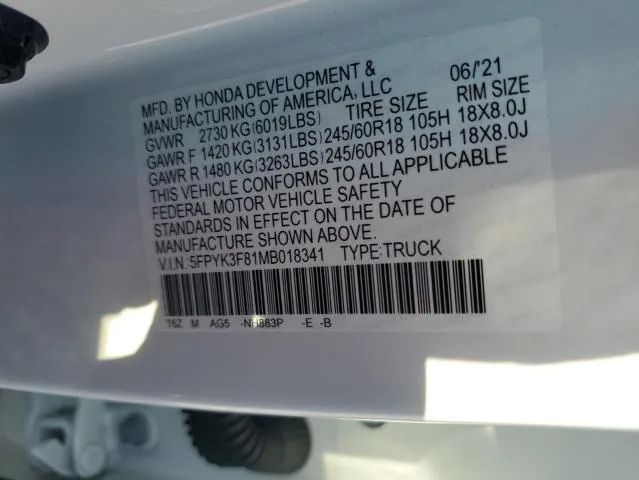 MFD. BY HONDA DEVELOPMENT & 06/'21
MANUFACTURING OF AMERICA, LLC
GVWR 2730 KG(6019LBS) TIRE SIZE RIM SIZE
GAWR F 1420 KG(3131LBS)245/60R18 105H 18X8.0J
GAWR R 1480 KG(3263LBS)245/60R18 105H 18X8.0J
THIS VEHICLE CONFORMS TO ALL APPLICABLE
FEDERAL MOTOR VEHICLE SAFETY
STANDARDS IN EFFECT ON THE DATE OF
MANUFACTURE SHOWN ABOVE.
V.I.N.:5FPYK3F81MB018341 TYPE:TRUCK
T6Z M AG5 -NH883P -E -B